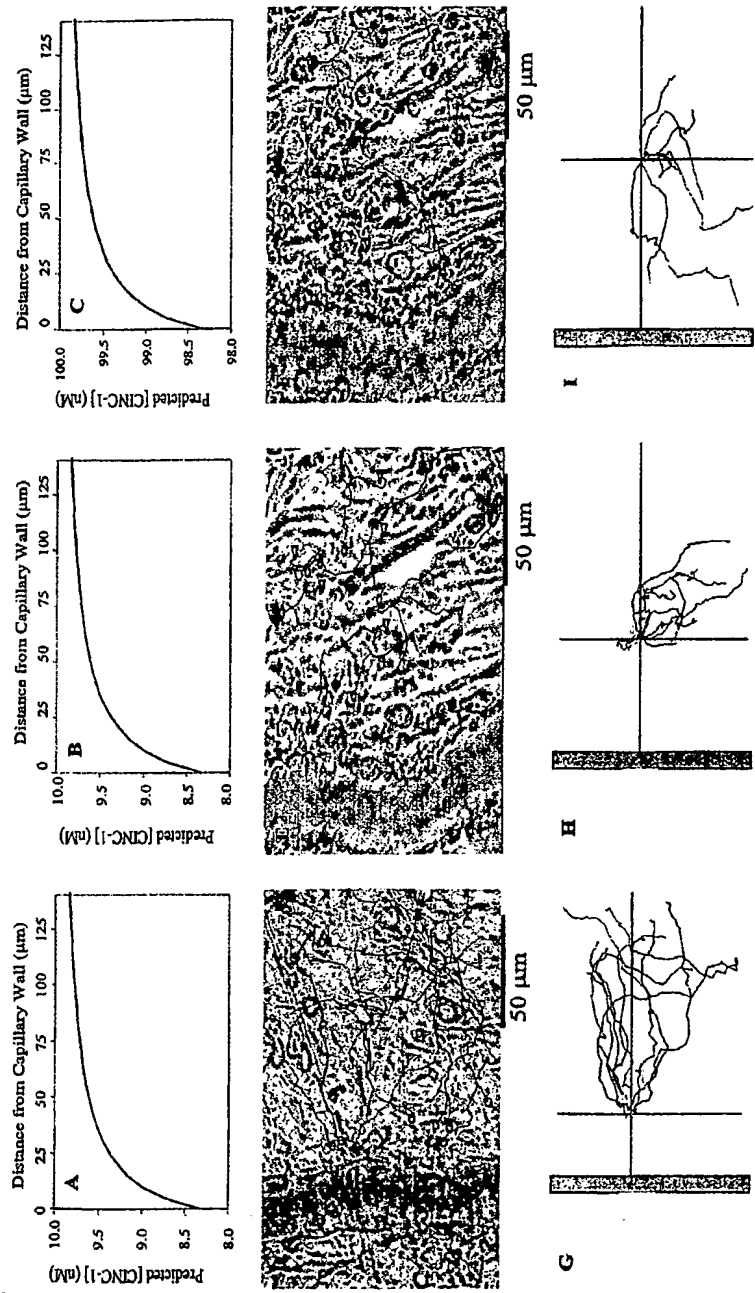 Distance from Capillary Wall (µm)
0 25 50 75 100 125
Predicted [CINC-1] (nM)
10.0
9.5
9.0
8.5
8.0
A
Distance from Capillary Wall (µm)
0 25 50 75 100 125
Predicted [CINC-1] (nM)
10.0
9.5
9.0
8.5
8.0
B
Distance from Capillary Wall (µm)
0 25 50 75 100 125
Predicted [CINC-1] (nM)
100.0
99.5
99.0
98.5
98.0
C
50 µm
50 µm
50 µm
G
H
I